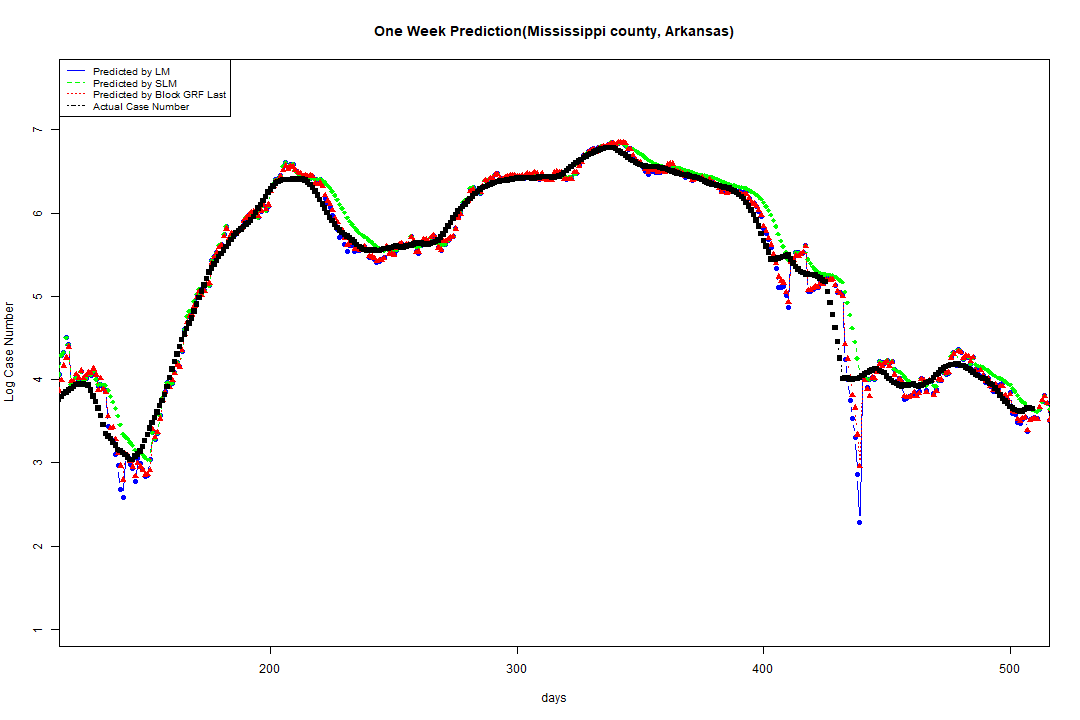 One Week Prediction(Mississippi county, Arkansas)
Predicted by LM
Predicted by SLM
Predicted by Block GRF Last
Actual Case Number
7
6
5
4
3
2
1
Log Case Number
200 300 400 500
days